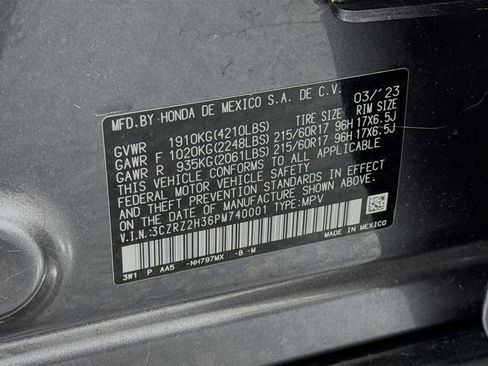 MFD.BY HONDA DE MEXICO S.A. DE C.V. 03/'23
GVWR 1910KG(4210LBS) TIRE SIZE RIM SIZE
GAWR F 1020KG(2248LBS) 215/60R17 96H 17X6.5J
GAWR R 935KG(2061LBS) 215/60R17 96H 17X6.5J
THIS VEHICLE CONFORMS TO ALL APPLICABLE
FEDERAL MOTOR VEHICLE SAFETY AND
THEFT PREVENTION STANDARDS IN EFFECT
ON THE DATE OF MANUFACTURE SHOWN ABOVE.
V.I.N.:3CZRZ2H36PM740001 TYPE:MPV
3W1 P AA5 -NH797MX -B -M
MADE IN MEXICO